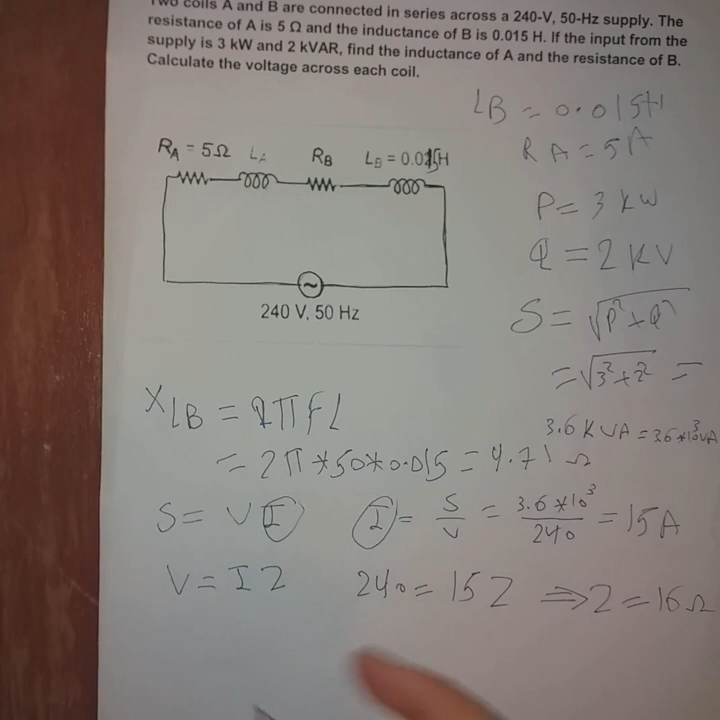 Two coils A and B are connected in series across a 240-V, 50-Hz supply. The
resistance of A is 5 Ω and the inductance of B is 0.015 H. If the input from the
supply is 3 kW and 2 kVAR, find the inductance of A and the resistance of B.
Calculate the voltage across each coil.
LB = 0.015H
RA = 5Ω LA RB LB = 0.015H
RA = 5A
P = 3 kW
Q = 2 KV
240 V, 50 Hz
S = √P²+Q²
= √3²+2² =
3.6 KVA = 3.6*10³VA
XLB = 2πFL
= 2π*50*0.015 = 4.71 Ω
S = VI I = S/V = 3.6*10³/240 = 15A
V = IZ 240 = 15Z ⇒ Z = 16Ω